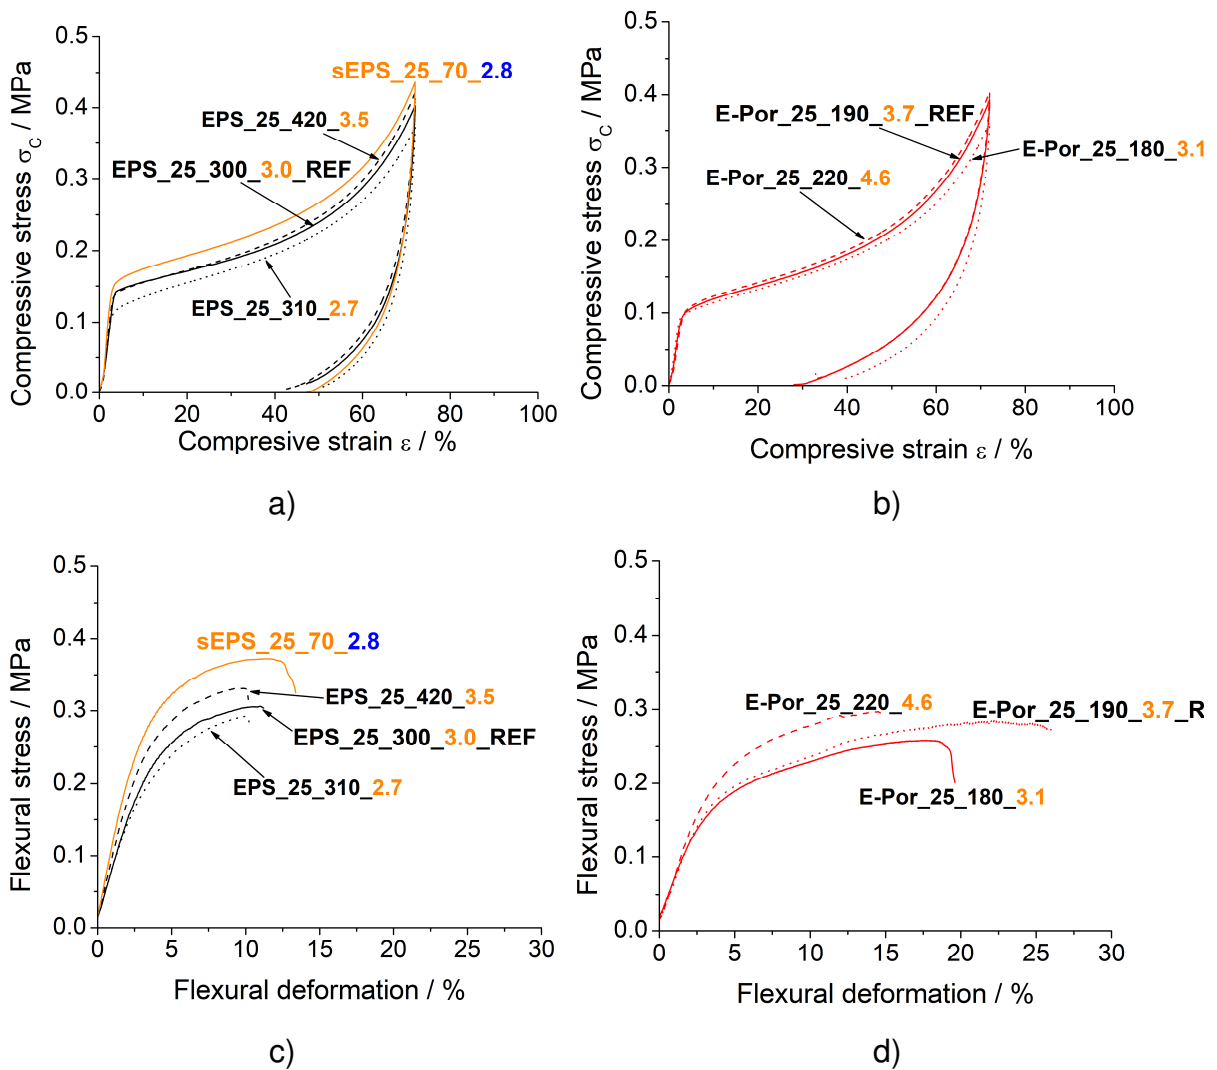 0.5
0.4
0.3
0.2
0.1
0.0
0
20
40
60
80
100
Compressive stress σC / MPa
Compresive strain ε / %
sEPS_25_70_2.8
EPS_25_420_3.5
EPS_25_300_3.0_REF
EPS_25_310_2.7
a)
0.5
0.4
0.3
0.2
0.1
0.0
0
20
40
60
80
100
Compressive stress σC / MPa
Compresive strain ε / %
E-Por_25_190_3.7_REF
E-Por_25_180_3.1
E-Por_25_220_4.6
b)
0.5
0.4
0.3
0.2
0.1
0.0
0
5
10
15
20
25
30
Flexural stress / MPa
Flexural deformation / %
sEPS_25_70_2.8
EPS_25_420_3.5
EPS_25_300_3.0_REF
EPS_25_310_2.7
c)
0.5
0.4
0.3
0.2
0.1
0.0
0
5
10
15
20
25
30
Flexural stress / MPa
Flexural deformation / %
E-Por_25_220_4.6
E-Por_25_190_3.7_R
E-Por_25_180_3.1
d)